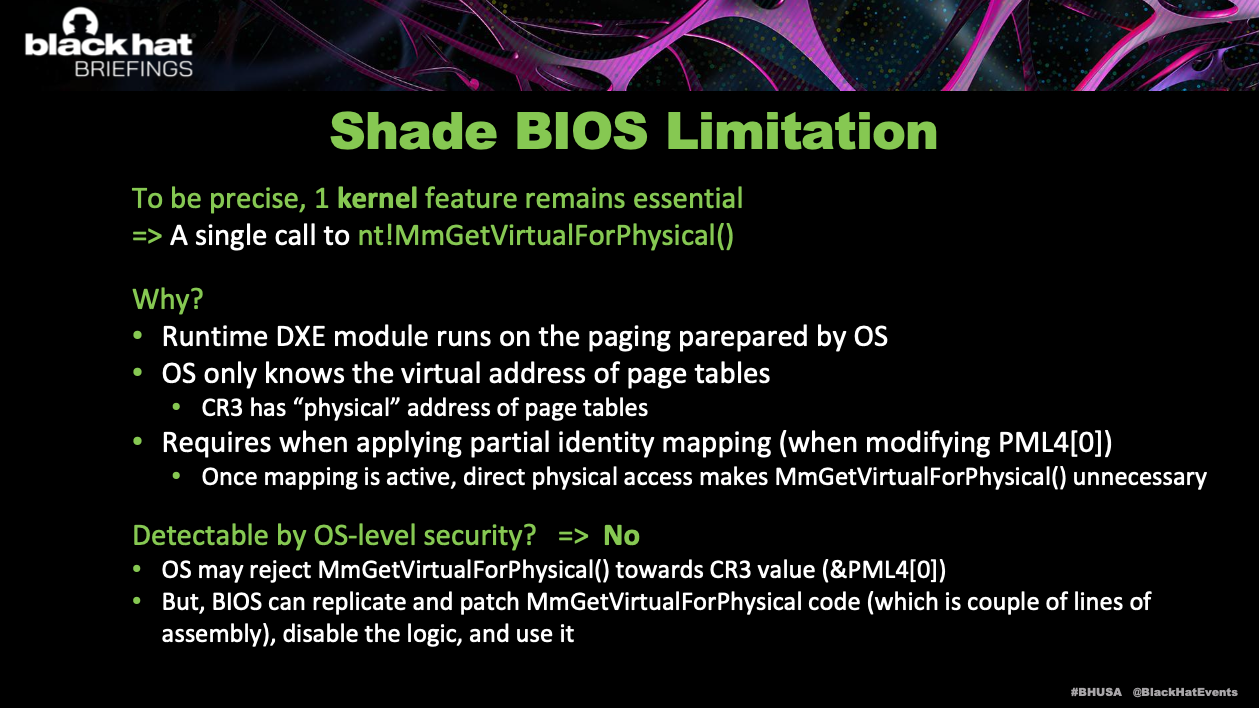 black hat
BRIEFINGS
Shade BIOS Limitation
To be precise, 1 kernel feature remains essential
=> A single call to nt!MmGetVirtualForPhysical()
Why?
• Runtime DXE module runs on the paging parepared by OS
• OS only knows the virtual address of page tables
• CR3 has “physical” address of page tables
• Requires when applying partial identity mapping (when modifying PML4[0])
• Once mapping is active, direct physical access makes MmGetVirtualForPhysical() unnecessary
Detectable by OS-level security? => No
• OS may reject MmGetVirtualForPhysical() towards CR3 value (&PML4[0])
• But, BIOS can replicate and patch MmGetVirtualForPhysical code (which is couple of lines of
assembly), disable the logic, and use it
#BHUSA @BlackHatEvents